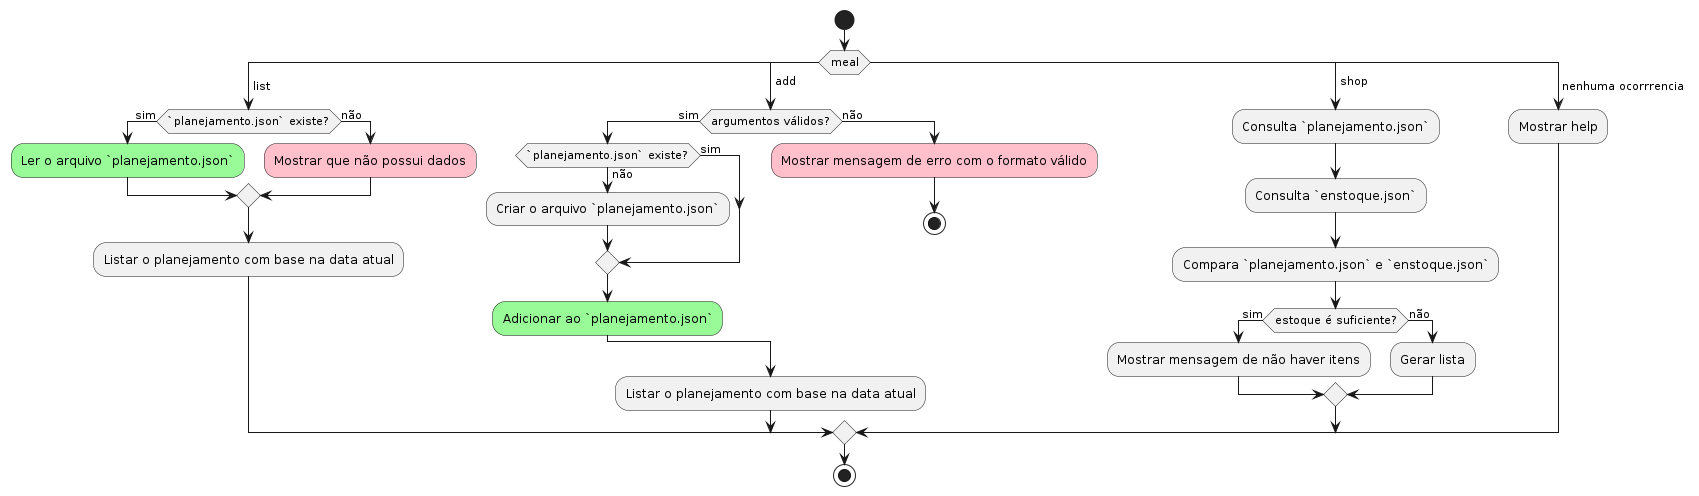 meal
list
`planejamento.json` existe?
sim
não
Ler o arquivo `planejamento.json`
Mostrar que não possui dados
Listar o planejamento com base na data atual
add
argumentos válidos?
sim
não
`planejamento.json` existe?
sim
não
Criar o arquivo `planejamento.json`
Adicionar ao `planejamento.json`
Mostrar mensagem de erro com o formato válido
Listar o planejamento com base na data atual
shop
Consulta `planejamento.json`
Consulta `enstoque.json`
Compara `planejamento.json` e `enstoque.json`
estoque é suficiente?
sim
não
Mostrar mensagem de não haver itens
Gerar lista
nenhuma ocorrrencia
Mostrar help